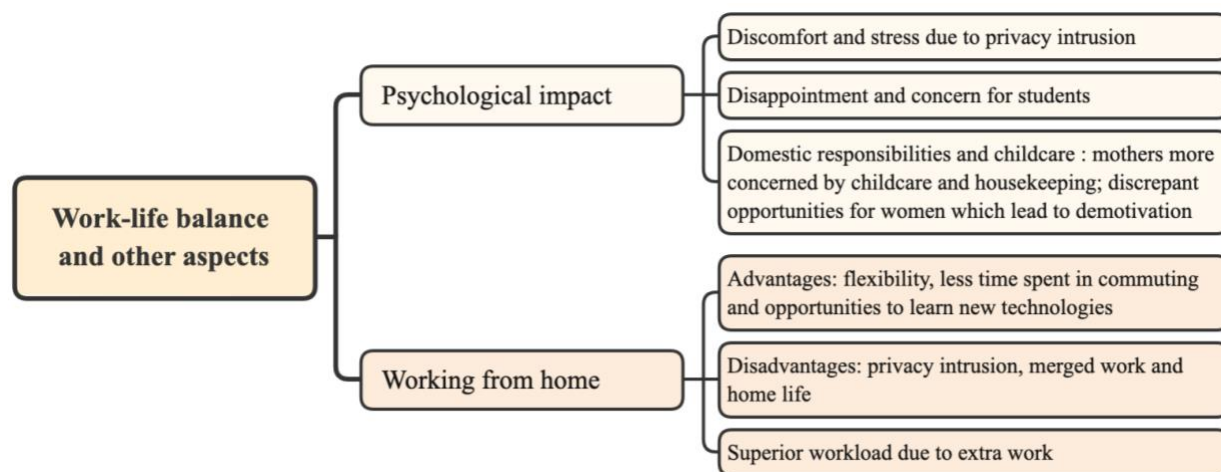 Work-life balance
and other aspects
Psychological impact
Discomfort and stress due to privacy intrusion
Disappointment and concern for students
Domestic responsibilities and childcare : mothers more
concerned by childcare and housekeeping; discrepant
opportunities for women which lead to demotivation
Working from home
Advantages: flexibility, less time spent in commuting
and opportunities to learn new technologies
Disadvantages: privacy intrusion, merged work and
home life
Superior workload due to extra work